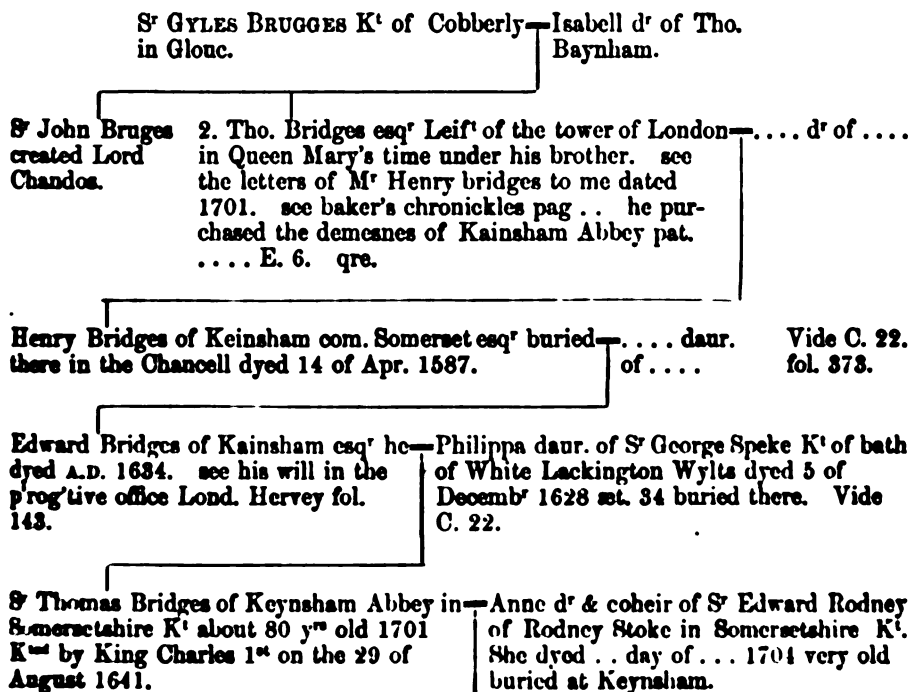 Sr GYLES BRUGGES Kt of Cobberly Isabell dr of Tho.
in Glouc. Baynham.
Sr John Bruges
created Lord
Chandos.
2. Tho. Bridges esqr Leift of the tower of London .... dr of ....
in Queen Mary's time under his brother. see
the letters of Mr Henry bridges to me dated
1701. see baker's chronickles pag .. he pur-
chased the demesnes of Kainsham Abbey pat.
.... E. 6. qre.
Henry Bridges of Keinsham com. Somerset esqr buried
there in the Chancell dyed 14 of Apr. 1587.
.... daur.
of ....
Vide C. 22.
fol. 373.
Edward Bridges of Kainsham esqr he
dyed A.D. 1634. see his will in the
p'rog'tive office Lond. Hervey fol.
143.
Philippa daur. of Sr George Speke Kt of bath
of White Lackington Wylts dyed 5 of
Decembr 1628 æt. 34 buried there. Vide
C. 22.
Sr Thomas Bridges of Keynsham Abbey in
Somersetshire Kt about 80 yrs old 1701
Kted by King Charles 1st on the 29 of
August 1641.
Anne dr & coheir of Sr Edward Rodney
of Rodney Stoke in Somersetshire Kt.
She dyed .. day of ... 1704 very old
buried at Keynsham.